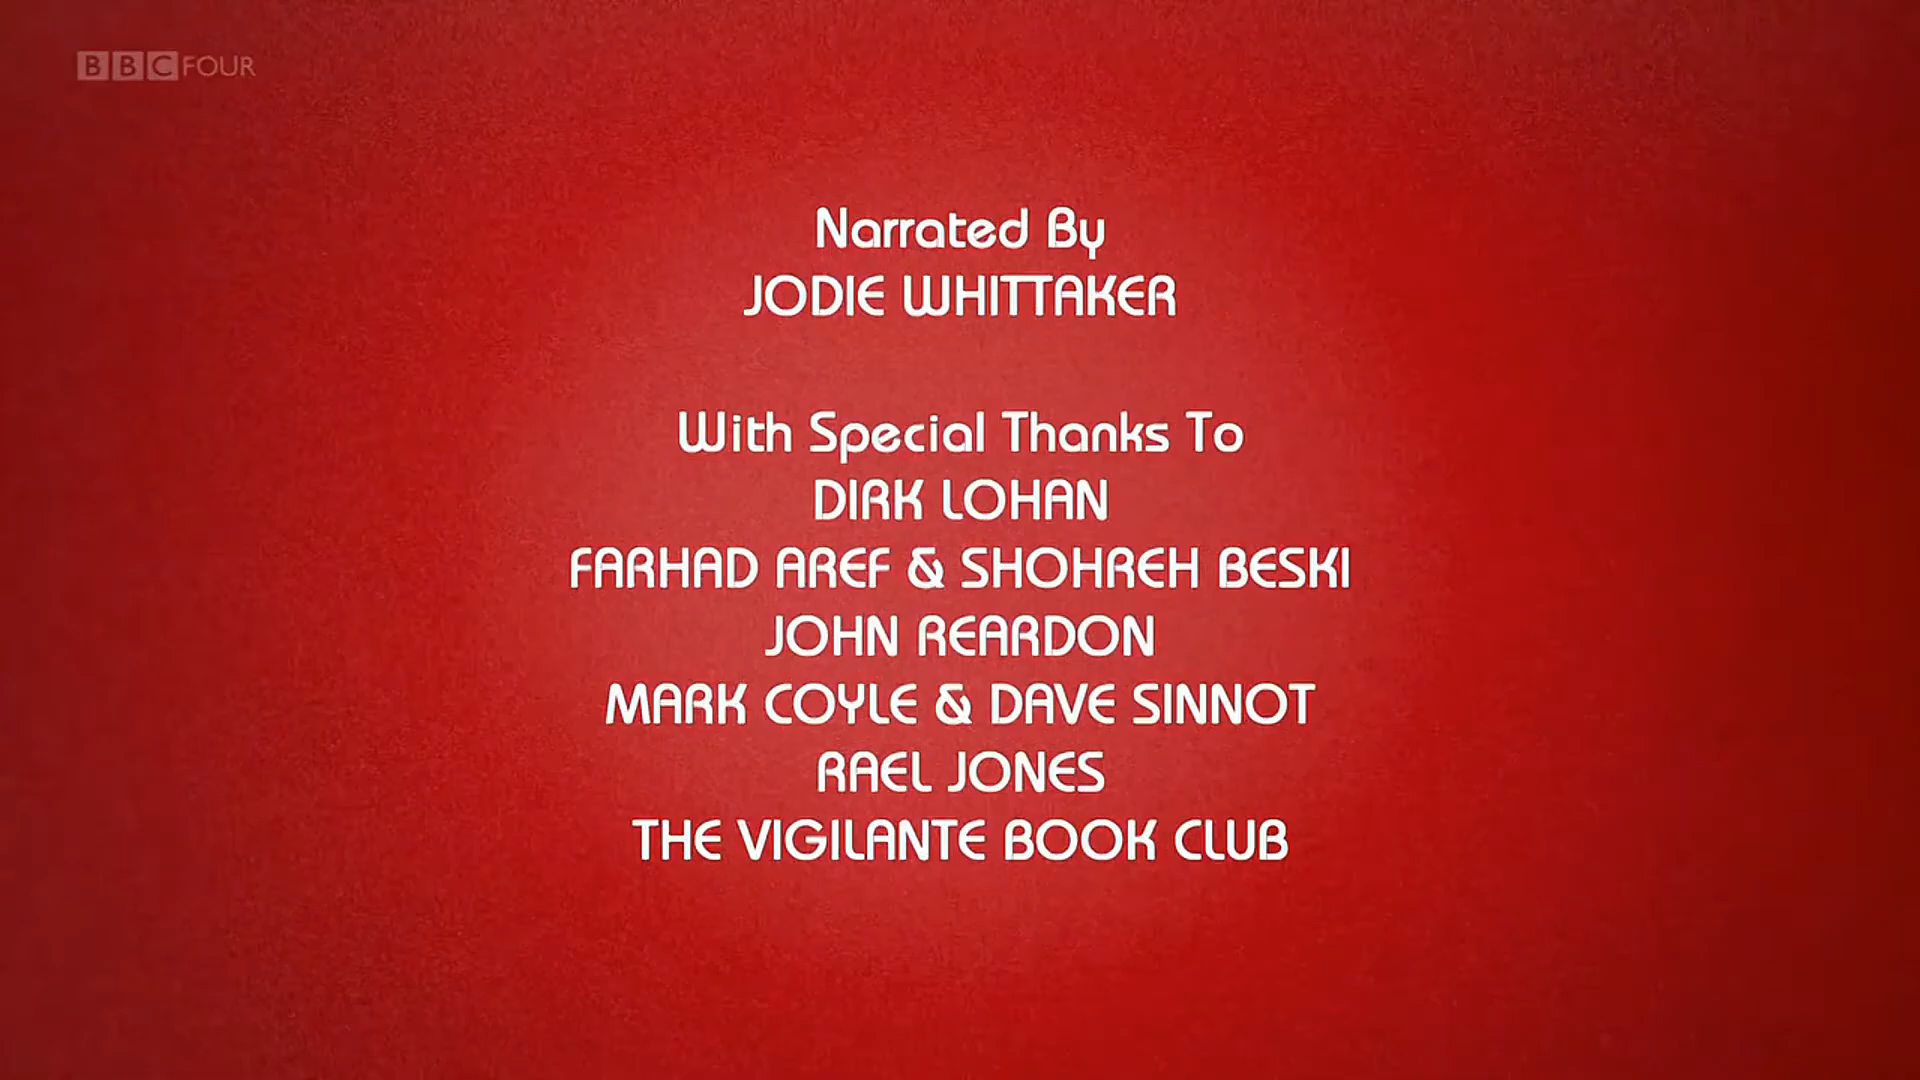 BBC FOUR
Narrated By
JODIE WHITTAKER
With Special Thanks To
DIRK LOHAN
FARHAD AREF & SHOHREH BESKI
JOHN REARDON
MARK COYLE & DAVE SINNOT
RAEL JONES
THE VIGILANTE BOOK CLUB